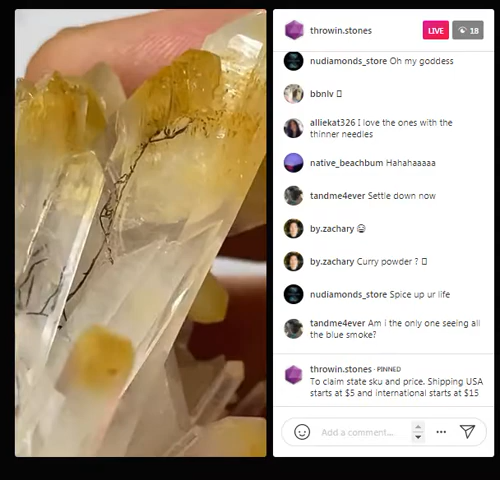 throwin.stones
LIVE
18
nudiamonds_store Oh my goddess
bbnlv
alliekat326 I love the ones with the
thinner needles
native_beachbum Hahahaaaaa
tandme4ever Settle down now
by.zachary
by.zachary Curry powder ?
nudiamonds_store Spice up ur life
tandme4ever Am i the only one seeing all
the blue smoke?
throwin.stones · PINNED
To claim state sku and price. Shipping USA
starts at $5 and international starts at $15
Add a comment...